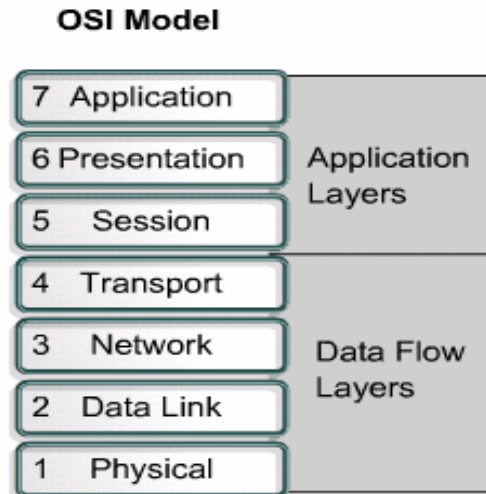 OSI Model
7 Application
6 Presentation
5 Session
Application
Layers
4 Transport
3 Network
2 Data Link
1 Physical
Data Flow
Layers